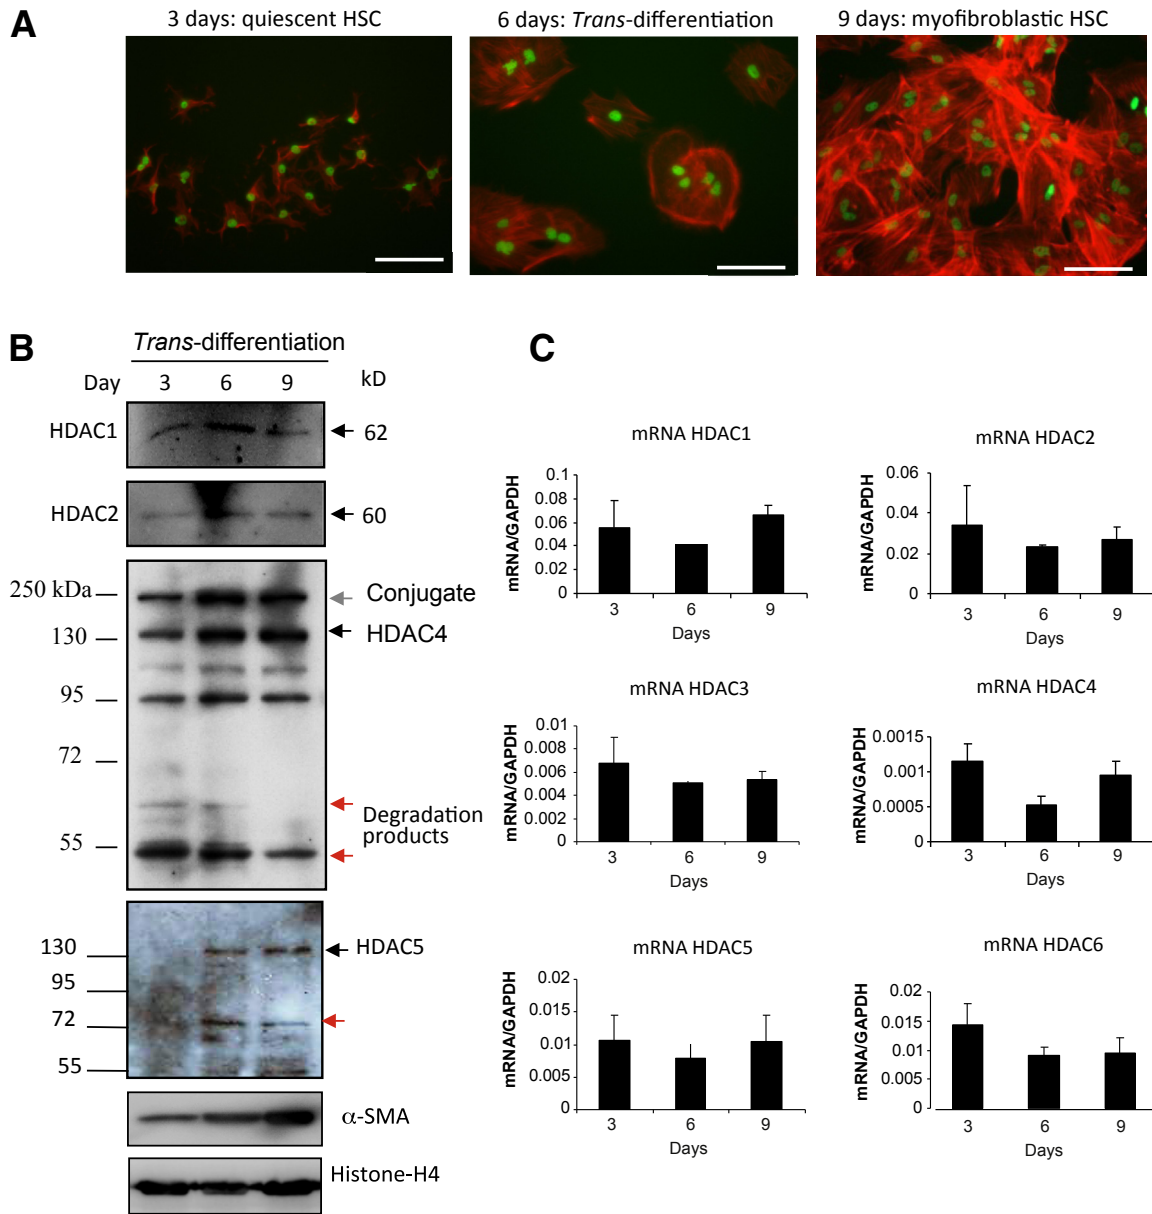 A
3 days: quiescent HSC
6 days: Trans-differentiation
9 days: myofibroblastic HSC
B
Trans-differentiation
Day 3 6 9 kD
HDAC1 62
HDAC2 60
250 kDa Conjugate
130 HDAC4
95
72
Degradation
products
55
130 HDAC5
95
72
55
α-SMA
Histone-H4
C
mRNA HDAC1
mRNA/GAPDH
0.1
0.08
0.06
0.04
0.02
0
3 6 9
Days
mRNA HDAC2
mRNA/GAPDH
0.06
0.04
0.02
0
3 6 9
Days
mRNA HDAC3
mRNA/GAPDH
0.01
0.008
0.006
0.004
0.002
0
3 6 9
Days
mRNA HDAC4
mRNA/GAPDH
0.0015
0.001
0.0005
0
3 6 9
Days
mRNA HDAC5
mRNA/GAPDH
0.02
0.015
0.01
0.005
0
3 6 9
Days
mRNA HDAC6
mRNA/GAPDH
0.02
0.015
0.01
0.005
0
3 6 9
Days